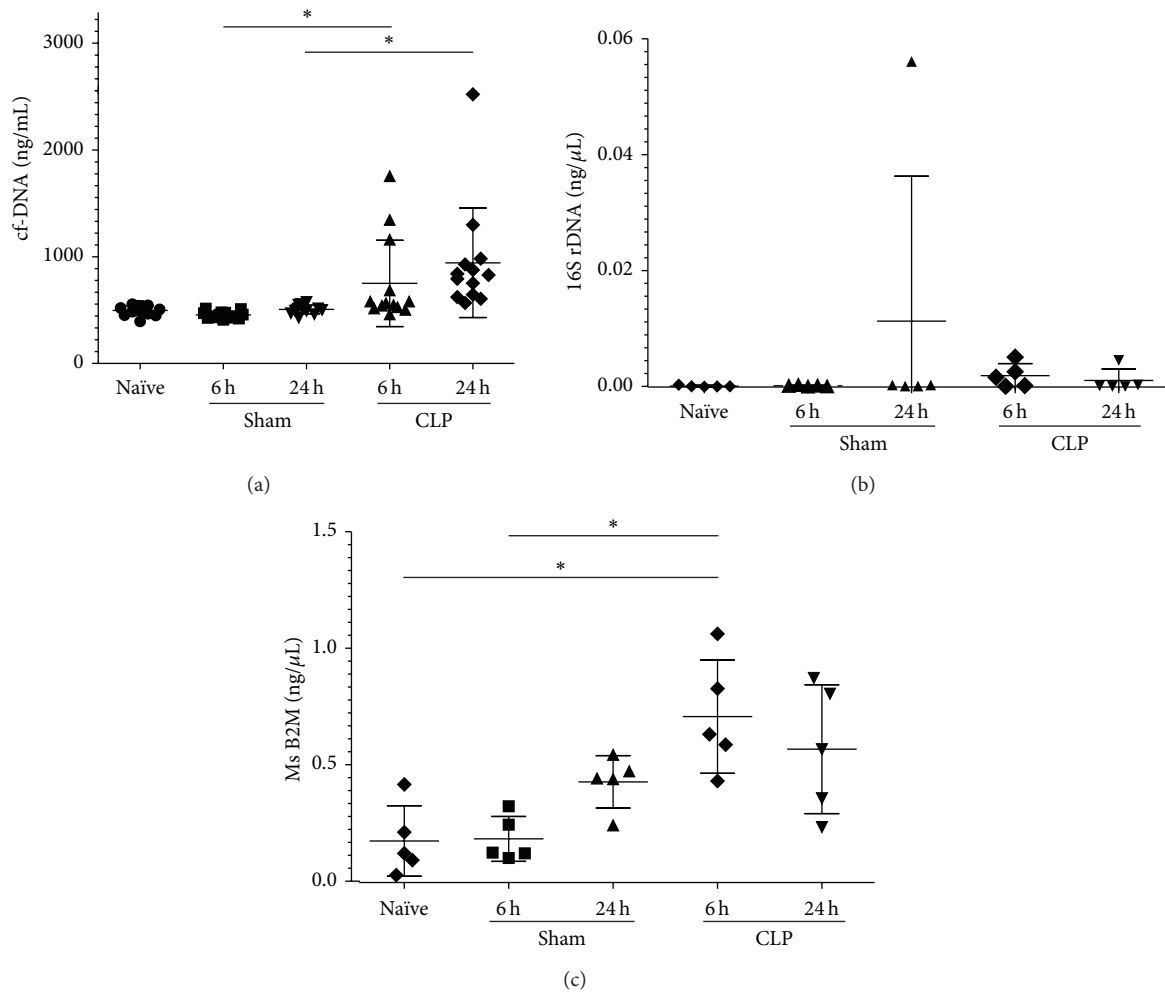 *
*
cf-DNA (ng/mL)
3000
2000
1000
0
Naïve
6 h
24 h
6 h
24 h
Sham
CLP
(a)
16S rDNA (ng/µL)
0.06
0.04
0.02
0.00
Naïve
6 h
24 h
6 h
24 h
Sham
CLP
(b)
*
*
Ms B2M (ng/µL)
1.5
1.0
0.5
0.0
Naïve
6 h
24 h
6 h
24 h
Sham
CLP
(c)